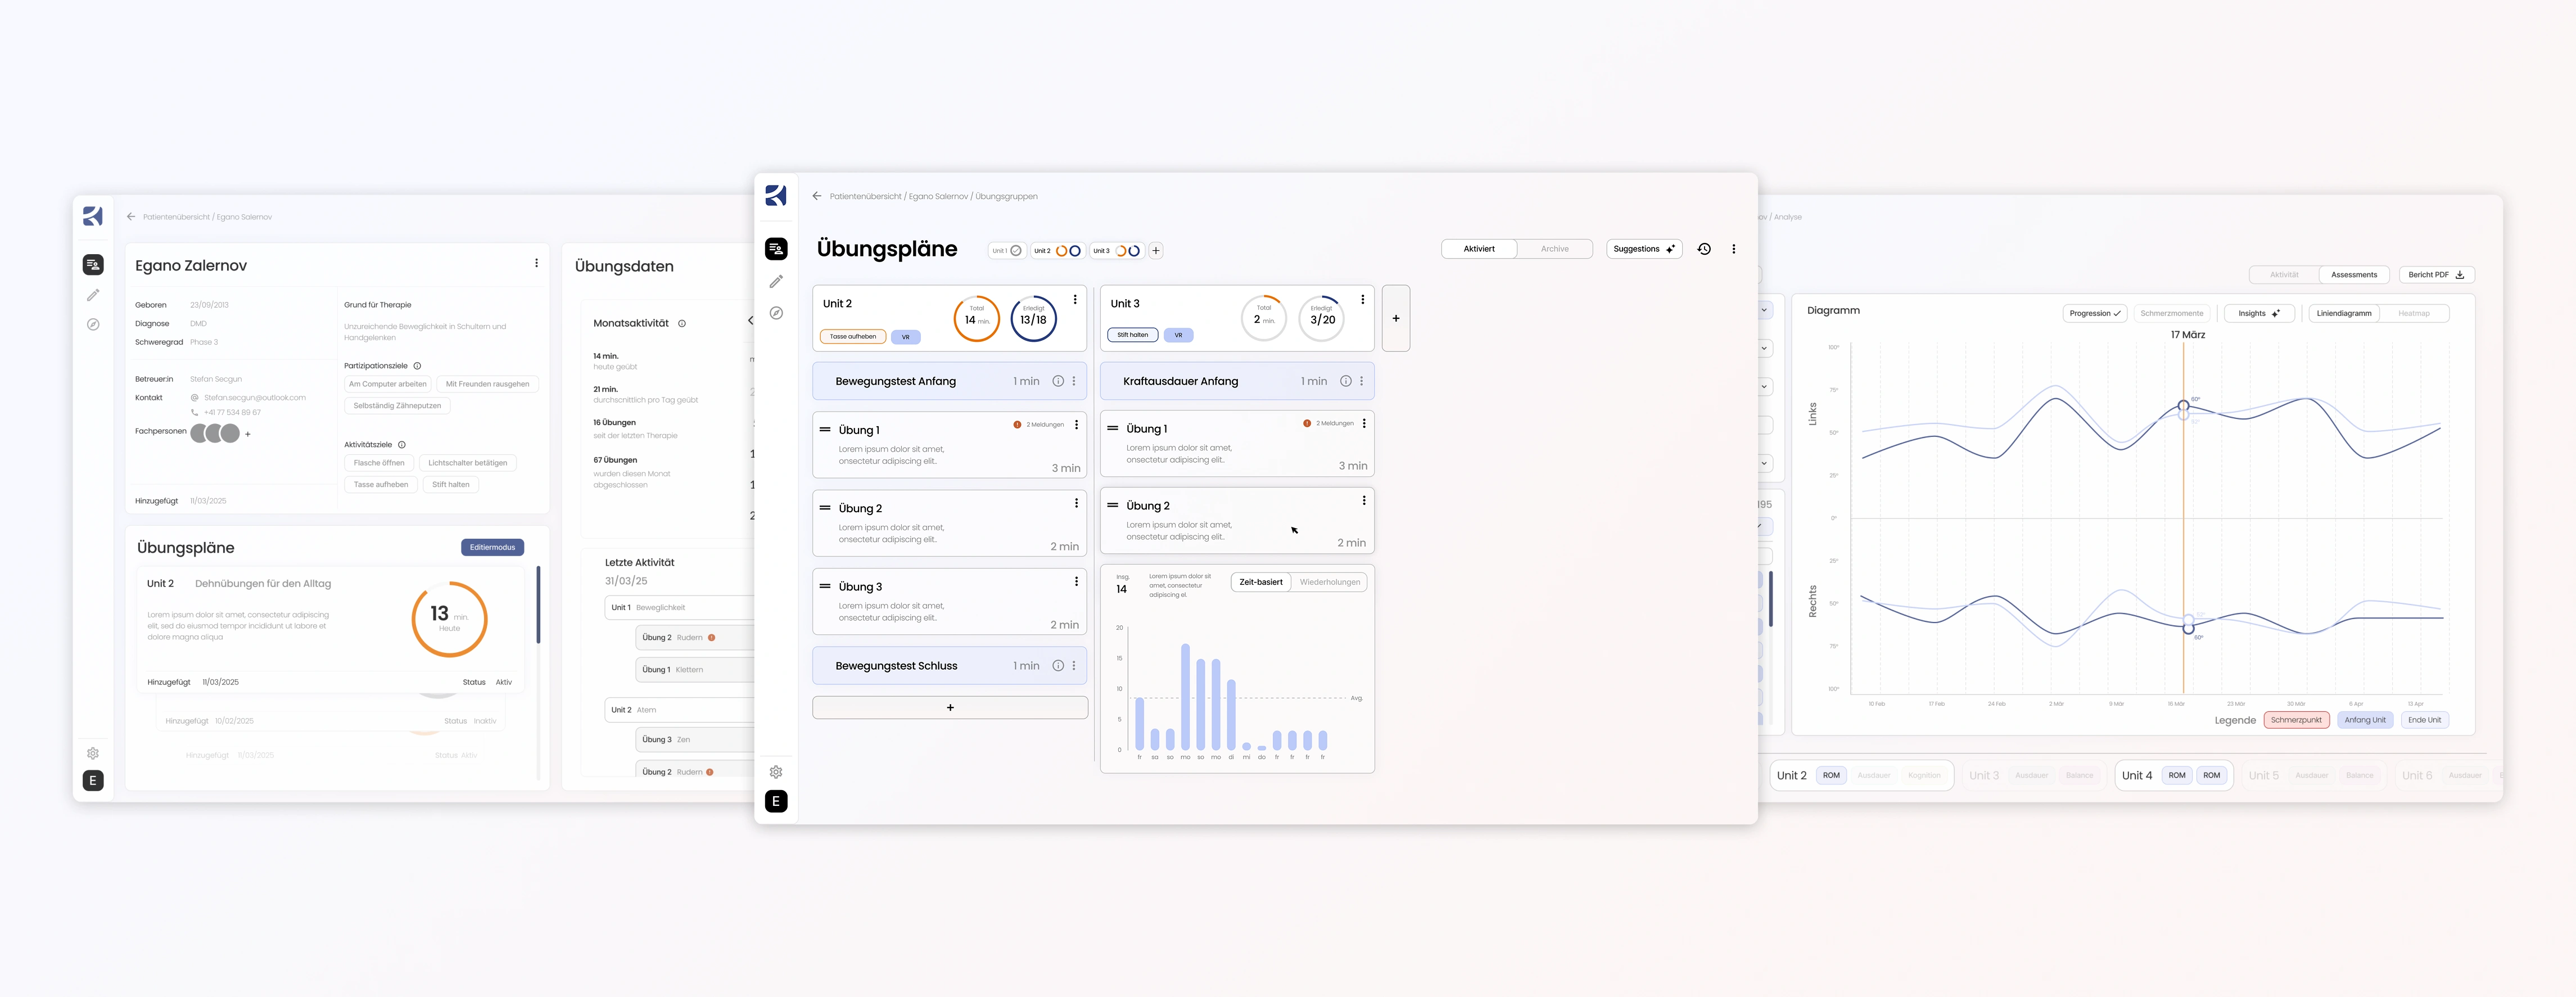 Patientenübersicht / Egano Salernov
Egano Zalernov
Geboren 23/09/2013
Diagnose DMD
Schweregrad Phase 3
Betreuer:in Stefan Secgun
Kontakt Stefan.secgun@outlook.com
+41 77 534 89 67
Fachpersonen +
Hinzugefügt 11/03/2025
Grund für Therapie
Unzureichende Beweglichkeit in Schultern und
Handgelenken
Partizipationsziele
Am Computer arbeiten Mit Freunden rausgehen
Selbständig Zähneputzen
Aktivitätsziele
Flasche öffnen Lichtschalter betätigen
Tasse aufheben Stift halten
Übungspläne Editiermodus
Unit 2 Dehnübungen für den Alltag
Lorem ipsum dolor sit amet, consectetur adipiscing
elit, sed do eiusmod tempor incididunt ut labore et
dolore magna aliqua
13 min.
Heute
Hinzugefügt 11/03/2025 Status Aktiv
Hinzugefügt 10/02/2025 Status Inaktiv
Hinzugefügt 11/03/2025 Status Aktiv
E
Übungsdaten
Monatsaktivität
14 min.
heute geübt
21 min.
durchschnittlich pro Tag geübt
16 Übungen
seit der letzten Therapie
67 Übungen
wurden diesen Monat
abgeschlossen
Letzte Aktivität
31/03/25
Unit 1 Beweglichkeit
Übung 2 Rudern
Übung 1 Klettern
Unit 2 Atem
Übung 3 Zen
Übung 2 Rudern
Patientenübersicht / Egano Salernov / Übungsgruppen
Übungspläne
Unit 1 Unit 2 Unit 3 +
Aktiviert Archive
Suggestions
Unit 2
Tasse aufheben VR
Total
14 min.
Erledigt
13/18
Bewegungstest Anfang 1 min
Übung 1 2 Meldungen
Lorem ipsum dolor sit amet,
onsectetur adipiscing elit..
3 min
Übung 2
Lorem ipsum dolor sit amet,
onsectetur adipiscing elit..
2 min
Übung 3
Lorem ipsum dolor sit amet,
onsectetur adipiscing elit..
2 min
Bewegungstest Schluss 1 min
+
E
Unit 3
Stift halten VR
Total
2 min.
Erledigt
3/20
+
Kraftausdauer Anfang 1 min
Übung 1 2 Meldungen
Lorem ipsum dolor sit amet,
onsectetur adipiscing elit..
3 min
Übung 2
Lorem ipsum dolor sit amet,
onsectetur adipiscing elit..
2 min
Insg.
14
Lorem ipsum dolor sit
amet, consectetur
adipiscing el.
Zeit-basiert Wiederholungen
20
15
10
5
0
Avg.
fr sa so mo so mo di mi do fr fr fr fr
ov / Analyse
Aktivität Assessments
Bericht PDF
195
Diagramm
Progression Schmerzmomente Insights Liniendiagramm Heatmap
17 März
Links
100°
75°
50°
25°
0°
Rechts
25°
50°
75°
100°
60°
60°
10 Feb 17 Feb 24 Feb 2 Mär 9 Mär 16 Mär 23 Mär 30 Mär 6 Apr 13 Apr
Legende Schmerzpunkt Anfang Unit Ende Unit
Unit 2 ROM Ausdauer Kognition
Unit 3 Ausdauer Balance
Unit 4 ROM ROM
Unit 5 Ausdauer Balance
Unit 6 Ausdauer